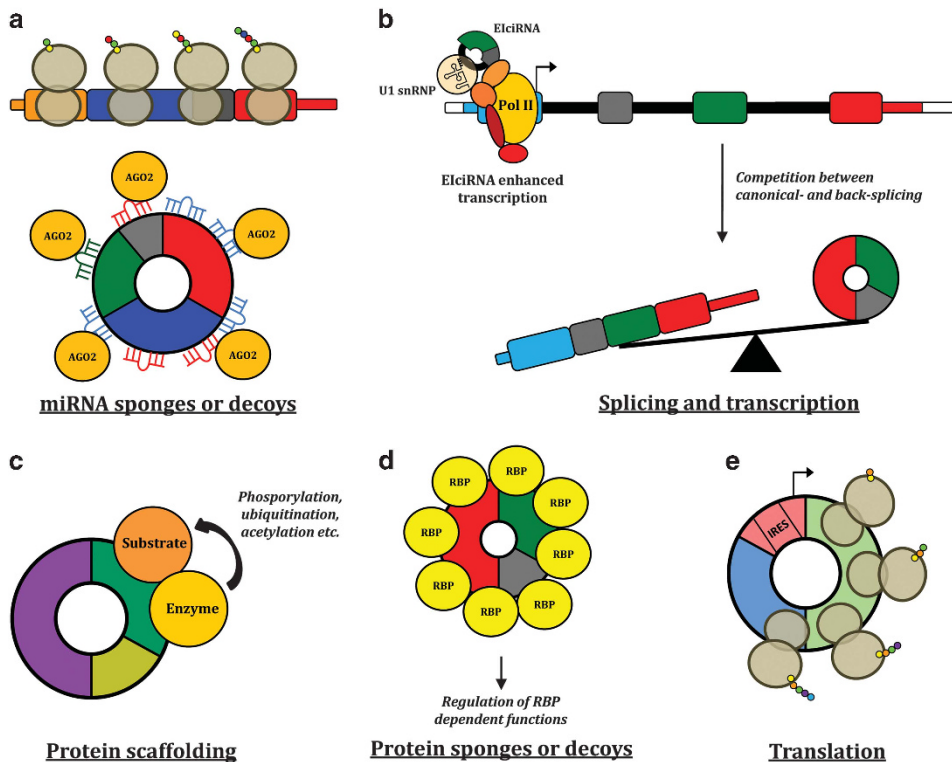 a
AGO2
AGO2
AGO2
AGO2
AGO2
miRNA sponges or decoys
b
EIciRNA
U1 snRNP
Pol II
EIciRNA enhanced
transcription
Competition between
canonical- and back-splicing
Splicing and transcription
c
Phosporylation,
ubiquitination,
acetylation etc.
Substrate
Enzyme
Protein scaffolding
d
RBP
RBP
RBP
RBP
RBP
RBP
RBP
RBP
Regulation of RBP
dependent functions
Protein sponges or decoys
e
IRES
Translation